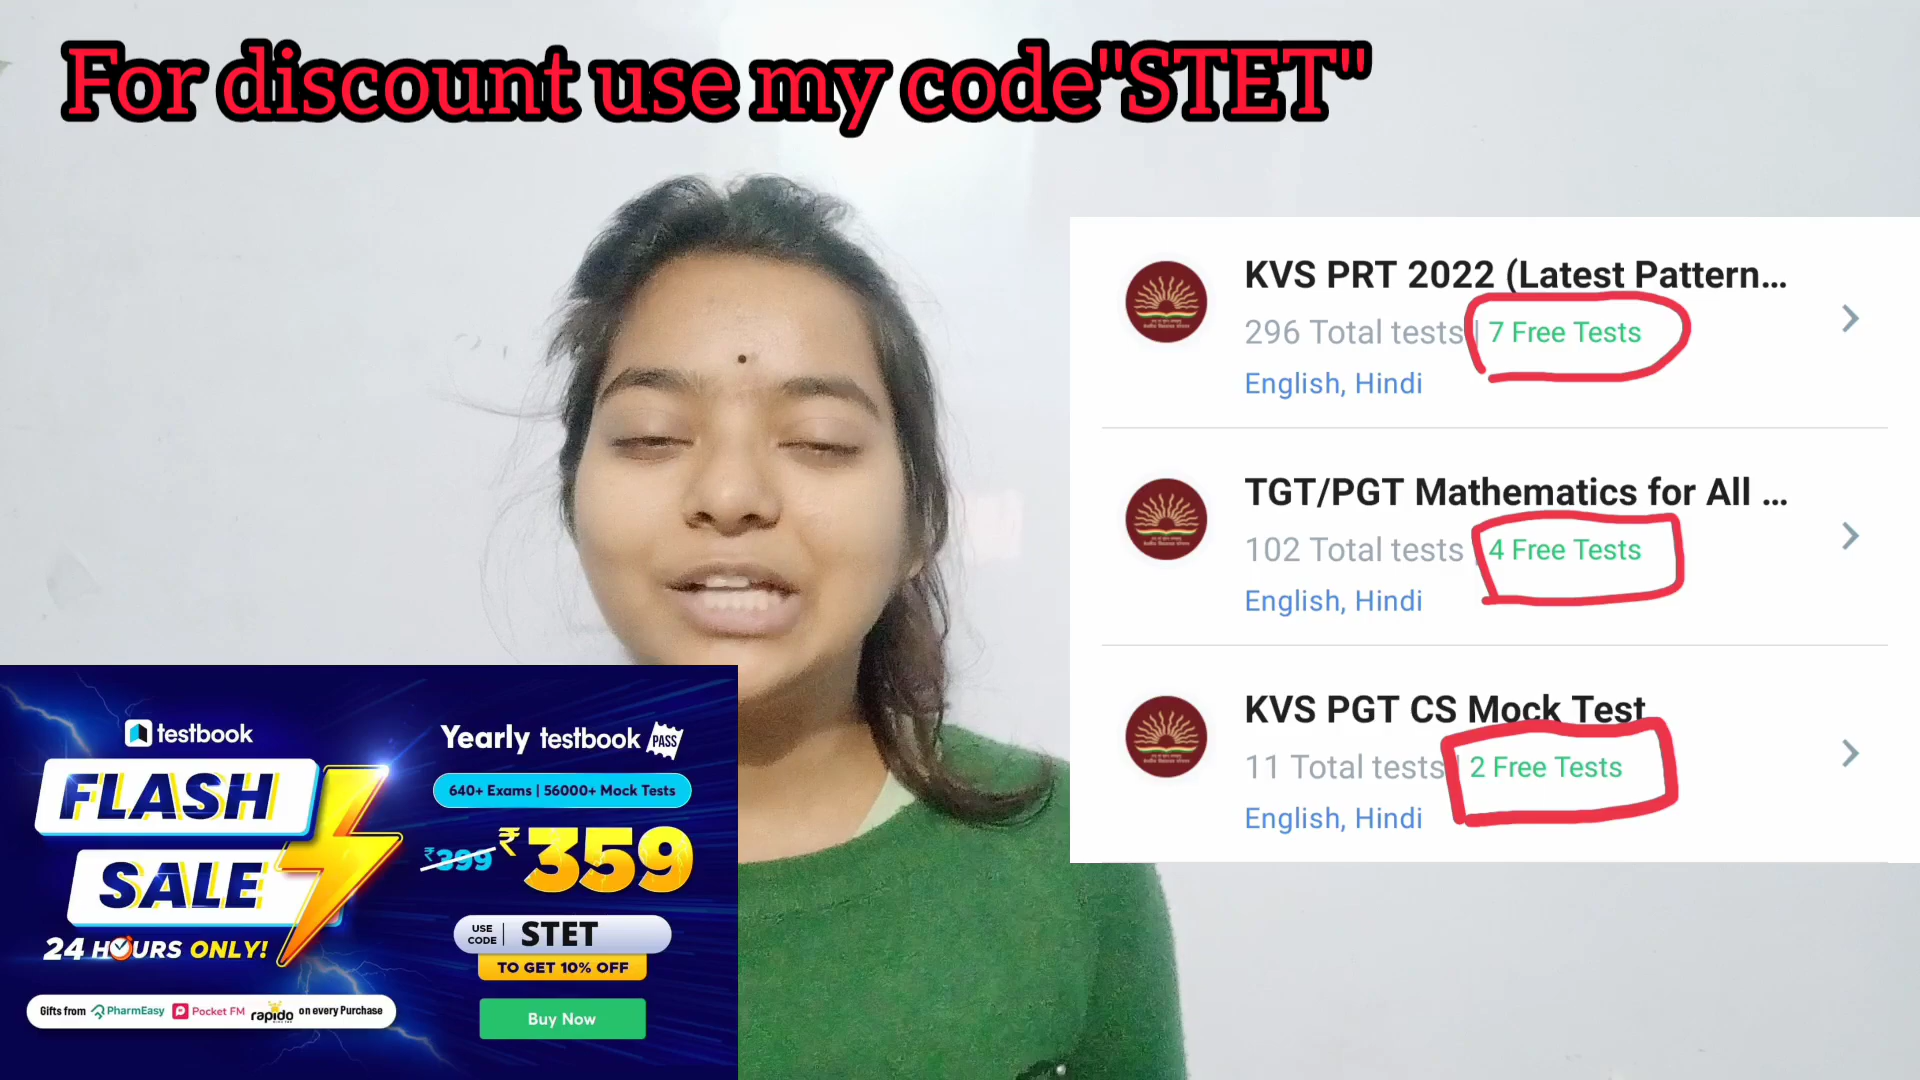 For discount use my code"STET"
KVS PRT 2022 (Latest Pattern...
296 Total tests | 7 Free Tests
English, Hindi
TGT/PGT Mathematics for All ...
102 Total tests | 4 Free Tests
English, Hindi
KVS PGT CS Mock Test
11 Total tests | 2 Free Tests
English, Hindi
testbook
FLASH
SALE
24 HOURS ONLY!
Gifts from PharmEasy Pocket FM rapido on every Purchase
Yearly testbook PASS
640+ Exams | 56000+ Mock Tests
₹399 ₹359
USE CODE | STET
TO GET 10% OFF
Buy Now